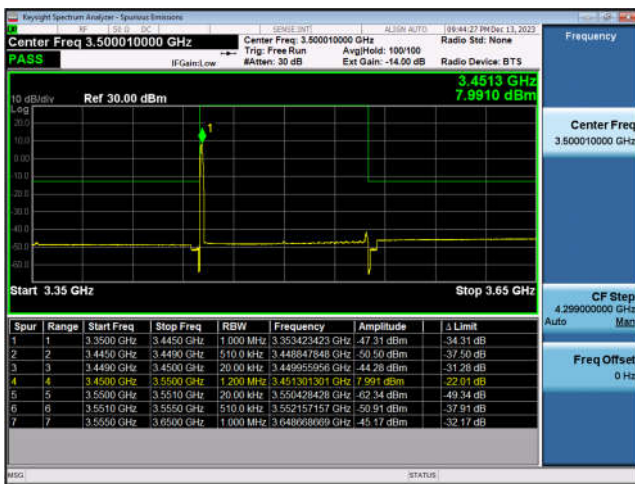 Keysight Spectrum Analyzer - Spurious Emissions
RF 50 Ω DC SENSE:INT ALIGN AUTO 09:44:27 PM Dec 13, 2023
Center Freq 3.500010000 GHz Center Freq: 3.500010000 GHz Radio Std: None Frequency
Trig: Free Run Avg|Hold: 100/100
PASS IFGain:Low #Atten: 30 dB Ext Gain: -14.00 dB Radio Device: BTS
3.4513 GHz
10 dB/div Ref 30.00 dBm 7.9910 dBm
Log
20.0
1
10.0
0.00
-10.0
-20.0
-30.0
-40.0
-50.0
-60.0
Start 3.35 GHz Stop 3.65 GHz
Center Freq
3.500010000 GHz
CF Step
4.299000000 GHz
Auto Man
Freq Offset
0 Hz
Spur Range Start Freq Stop Freq RBW Frequency Amplitude Δ Limit
1 1 3.3500 GHz 3.4450 GHz 1.000 MHz 3.353423423 GHz -47.31 dBm -34.31 dB
2 2 3.4450 GHz 3.4490 GHz 510.0 kHz 3.448847848 GHz -50.50 dBm -37.50 dB
3 3 3.4490 GHz 3.4500 GHz 20.00 kHz 3.449955956 GHz -44.28 dBm -31.28 dB
4 4 3.4500 GHz 3.5500 GHz 1.200 MHz 3.451301301 GHz 7.991 dBm -22.01 dB
5 5 3.5500 GHz 3.5510 GHz 20.00 kHz 3.550428428 GHz -62.34 dBm -49.34 dB
6 6 3.5510 GHz 3.5550 GHz 510.0 kHz 3.552157157 GHz -50.91 dBm -37.91 dB
7 7 3.5550 GHz 3.6500 GHz 1.000 MHz 3.648668669 GHz -45.17 dBm -32.17 dB
MSG STATUS